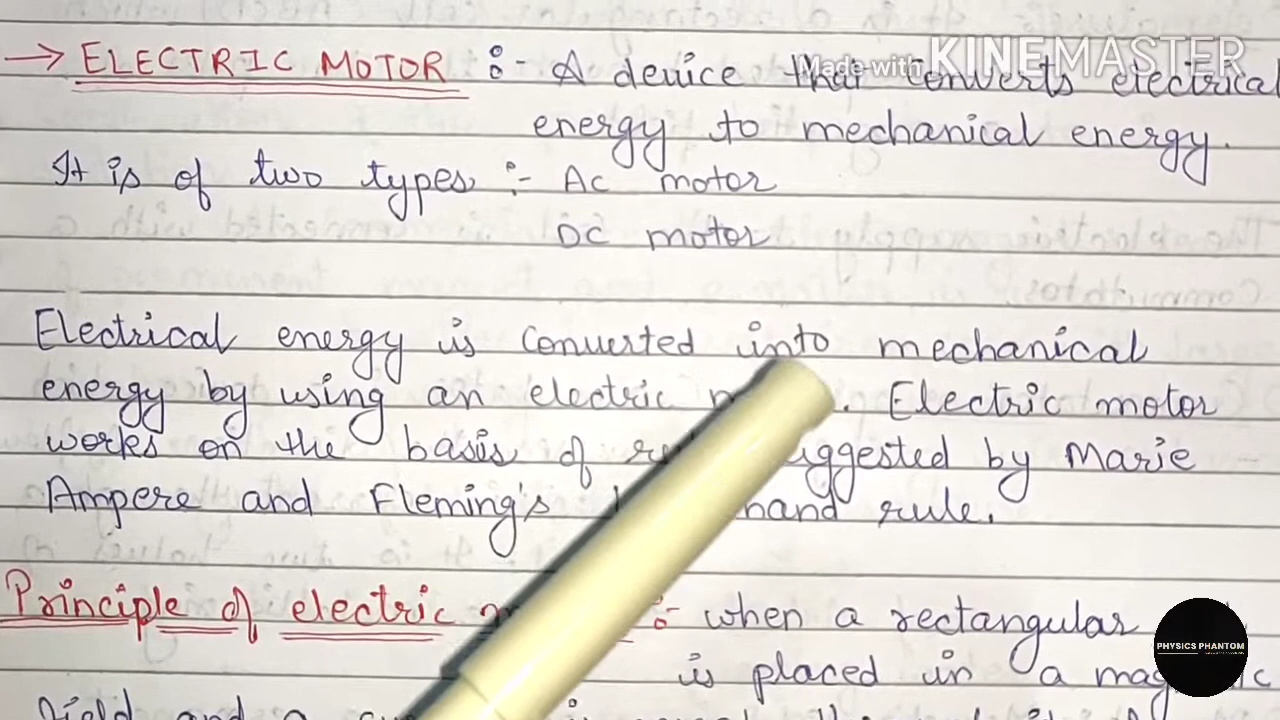 → ELECTRIC MOTOR :- A device that converts electrical
energy to mechanical energy.
It is of two types :- AC motor
DC motor
Electrical energy is converted into mechanical
energy by using an electric . Electric motor
works on the basis of suggested by Marie
Ampere and Fleming's hand rule.
Principle of electric :- when a rectangular
is placed in a
field and a
Made with KINEMASTER
PHYSICS PHANTOM